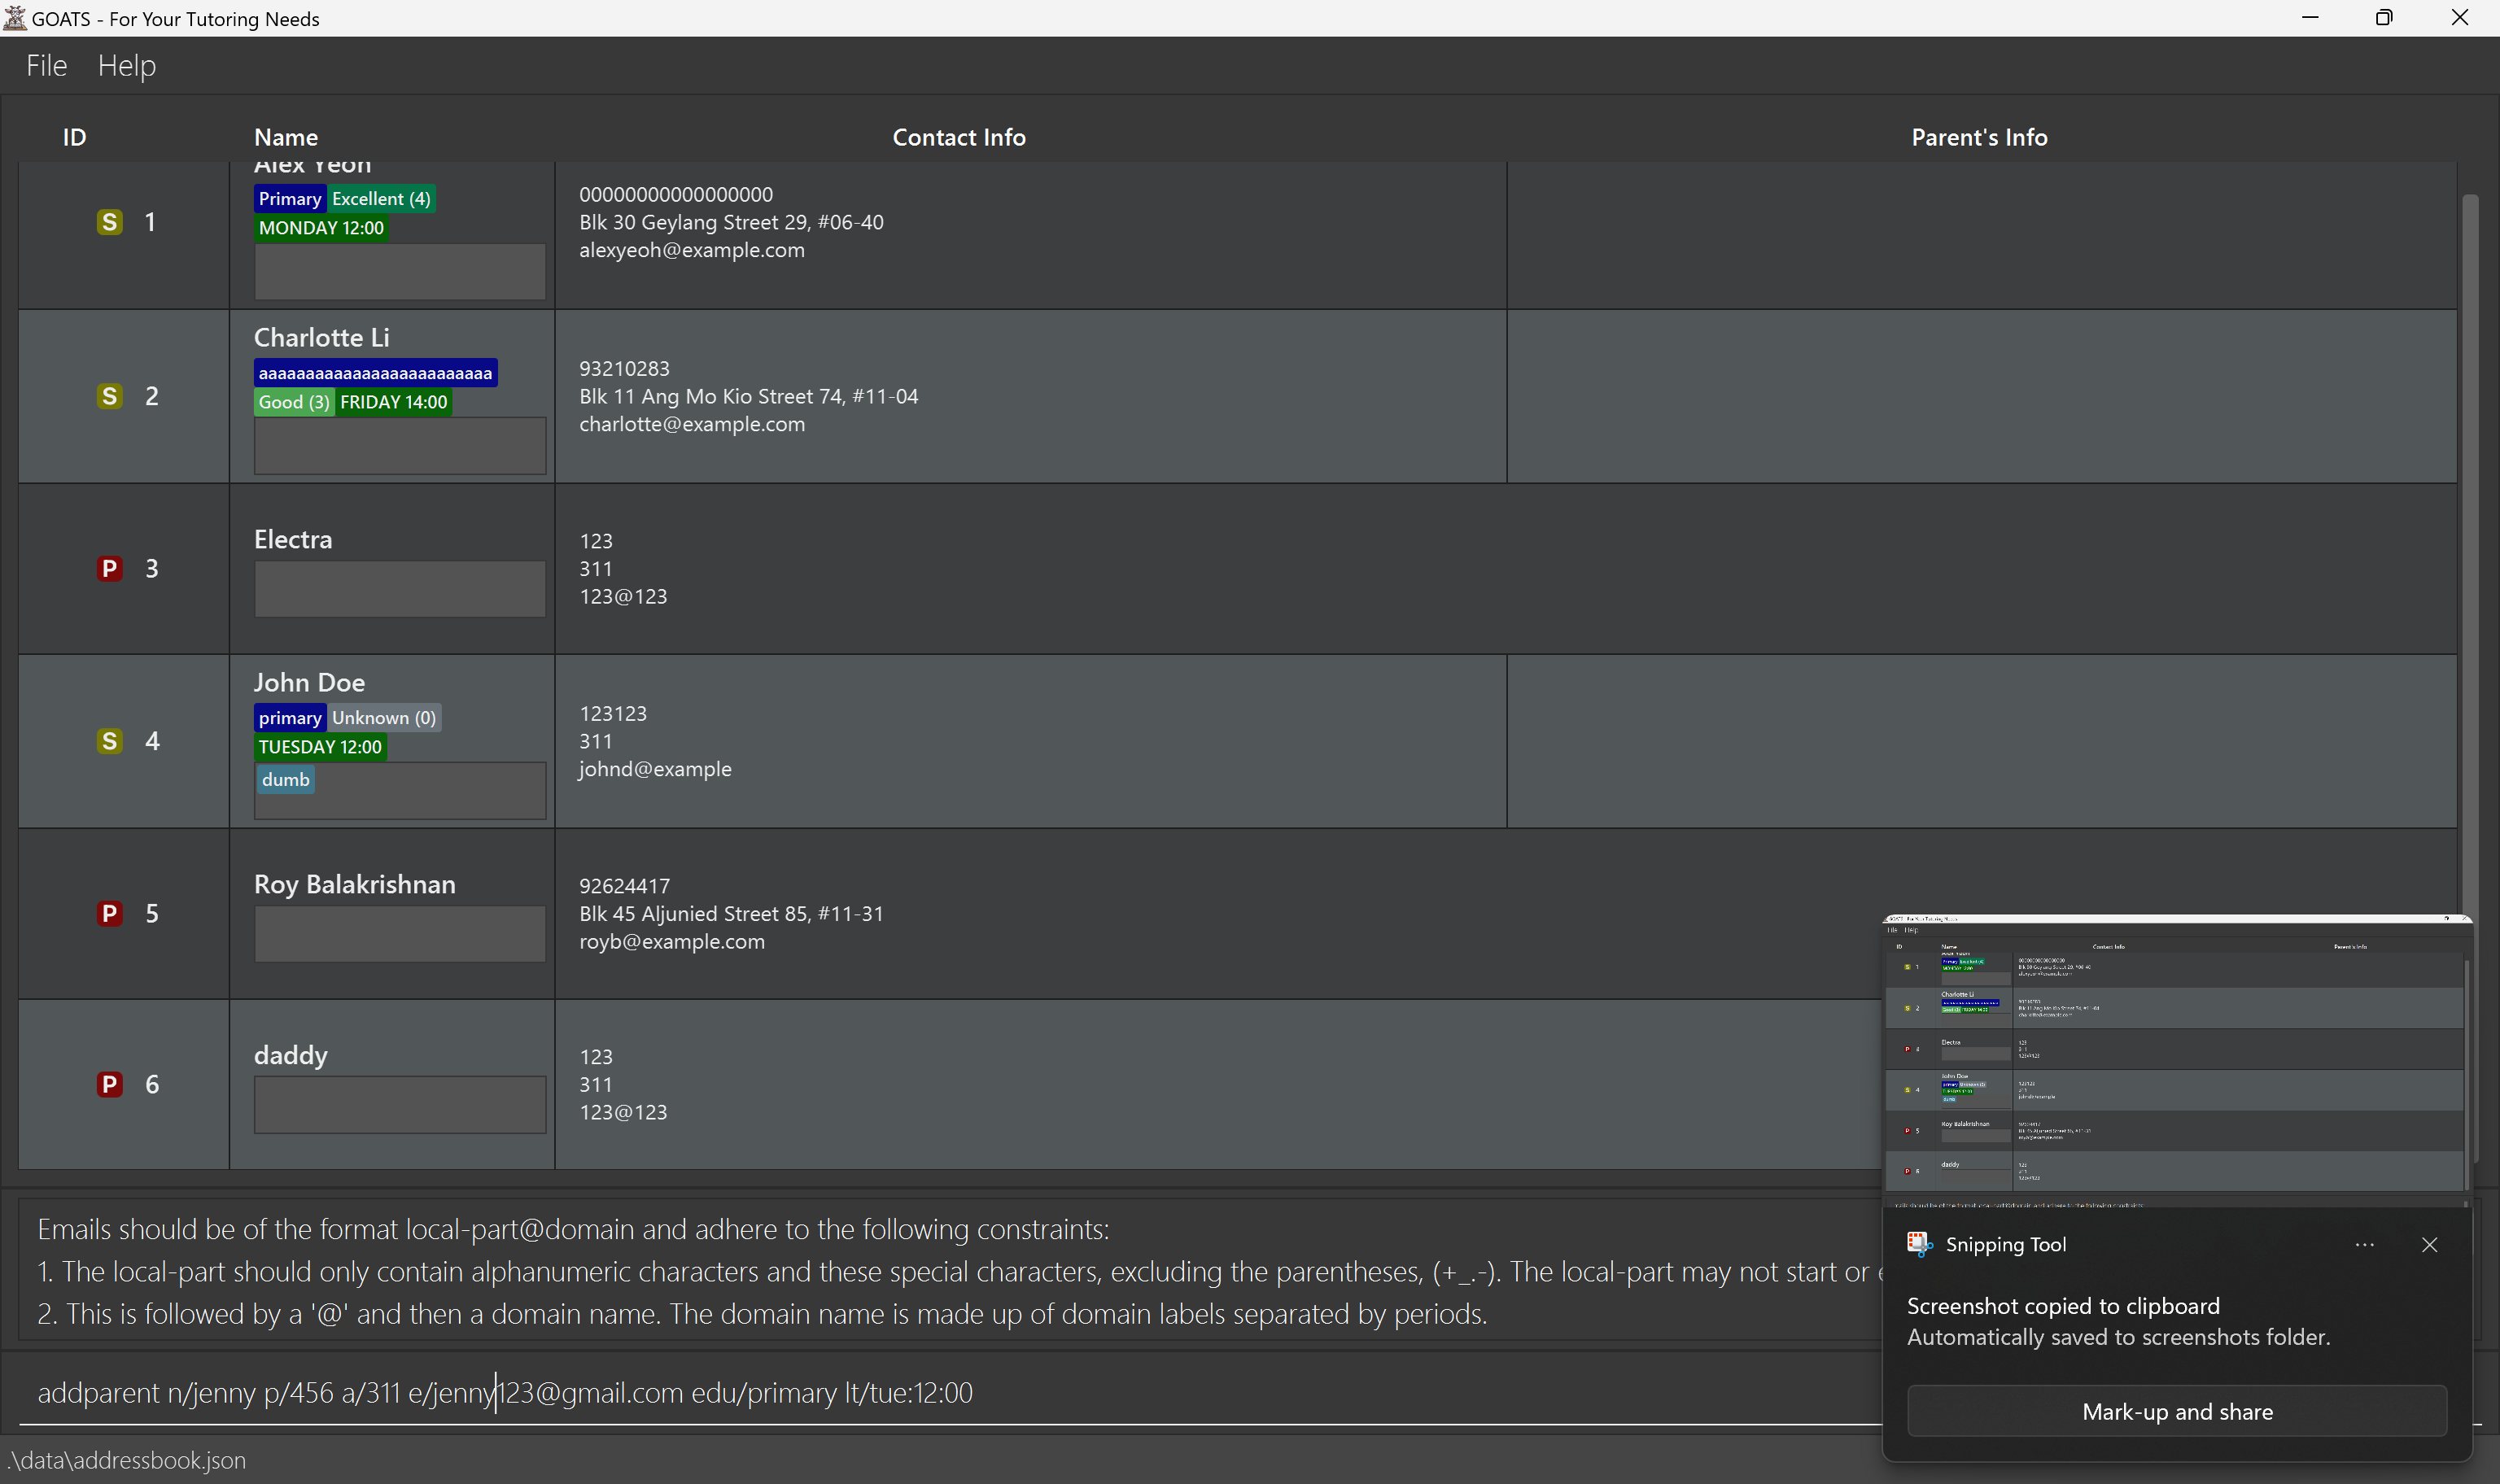 GOATS - For Your Tutoring Needs
File Help
ID Name Contact Info Parent's Info
S 1
Alex Yeoh
Primary Excellent (4)
MONDAY 12:00
00000000000000000
Blk 30 Geylang Street 29, #06-40
alexyeoh@example.com
S 2
Charlotte Li
aaaaaaaaaaaaaaaaaaaaaaaaa
Good (3) FRIDAY 14:00
93210283
Blk 11 Ang Mo Kio Street 74, #11-04
charlotte@example.com
P 3
Electra
123
311
123@123
S 4
John Doe
primary Unknown (0)
TUESDAY 12:00
dumb
123123
311
johnd@example
P 5
Roy Balakrishnan
92624417
Blk 45 Aljunied Street 85, #11-31
royb@example.com
P 6
daddy
123
311
123@123
Emails should be of the format local-part@domain and adhere to the following constraints:
1. The local-part should only contain alphanumeric characters and these special characters, excluding the parentheses, (+_.-). The local-part may not start or
2. This is followed by a '@' and then a domain name. The domain name is made up of domain labels separated by periods.
addparent n/jenny p/456 a/311 e/jenny123@gmail.com edu/primary lt/tue:12:00
.\data\addressbook.json
Snipping Tool
Screenshot copied to clipboard
Automatically saved to screenshots folder.
Mark-up and share